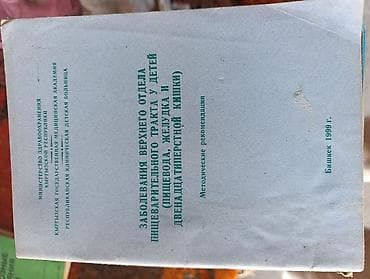 МИНИСТЕРСТВО ЗДРАВООХРАНЕНИЯ
КЫРГЫЗСКОЙ РЕСПУБЛИКИ
КЫРГЫЗСКАЯ ГОСУДАРСТВЕННАЯ МЕДИЦИНСКАЯ АКАДЕМИЯ
РЕСПУБЛИКАНСКАЯ КЛИНИЧЕСКАЯ ДЕТСКАЯ БОЛЬНИЦА
ЗАБОЛЕВАНИЯ ВЕРХНЕГО ОТДЕЛА
ПИЩЕВАРИТЕЛЬНОГО ТРАКТА У ДЕТЕЙ
(ПИЩЕВОДА, ЖЕЛУДКА И
ДВЕНАДЦАТИПЕРСТНОЙ КИШКИ)
Методические рекомендации
Бишкек 1999 г.